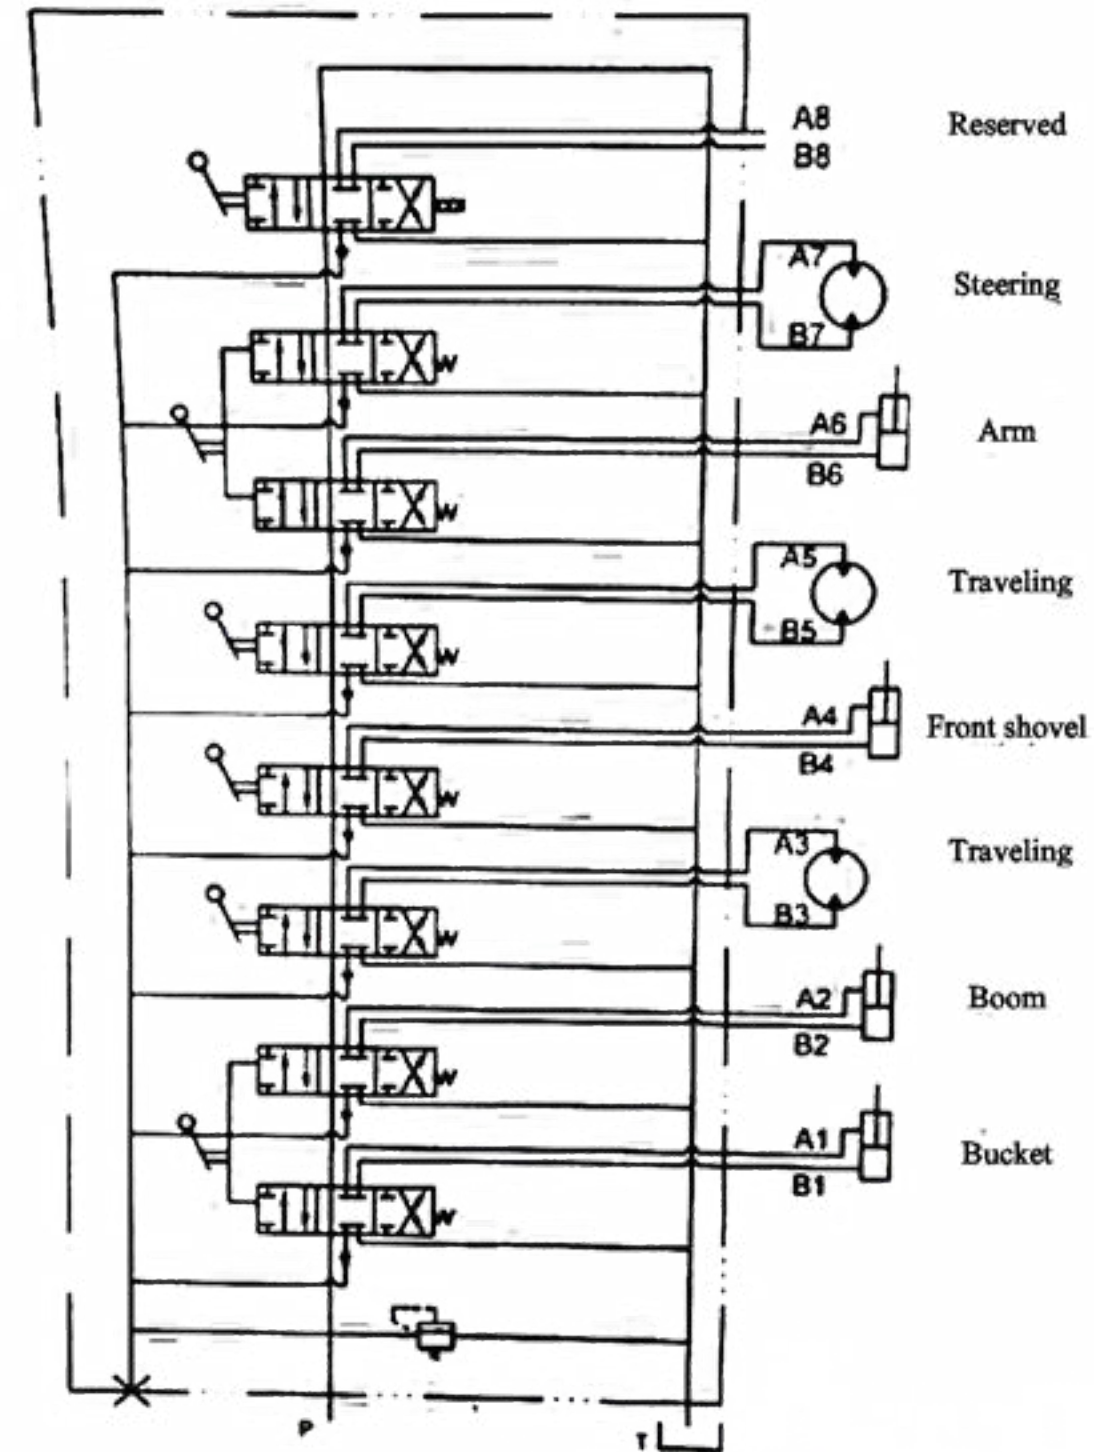 A8
Reserved
B8
A7
Steering
B7
A6
Arm
B6
A5
Traveling
B5
A4
Front shovel
B4
A3
Traveling
B3
A2
Boom
B2
A1
Bucket
B1
P
T